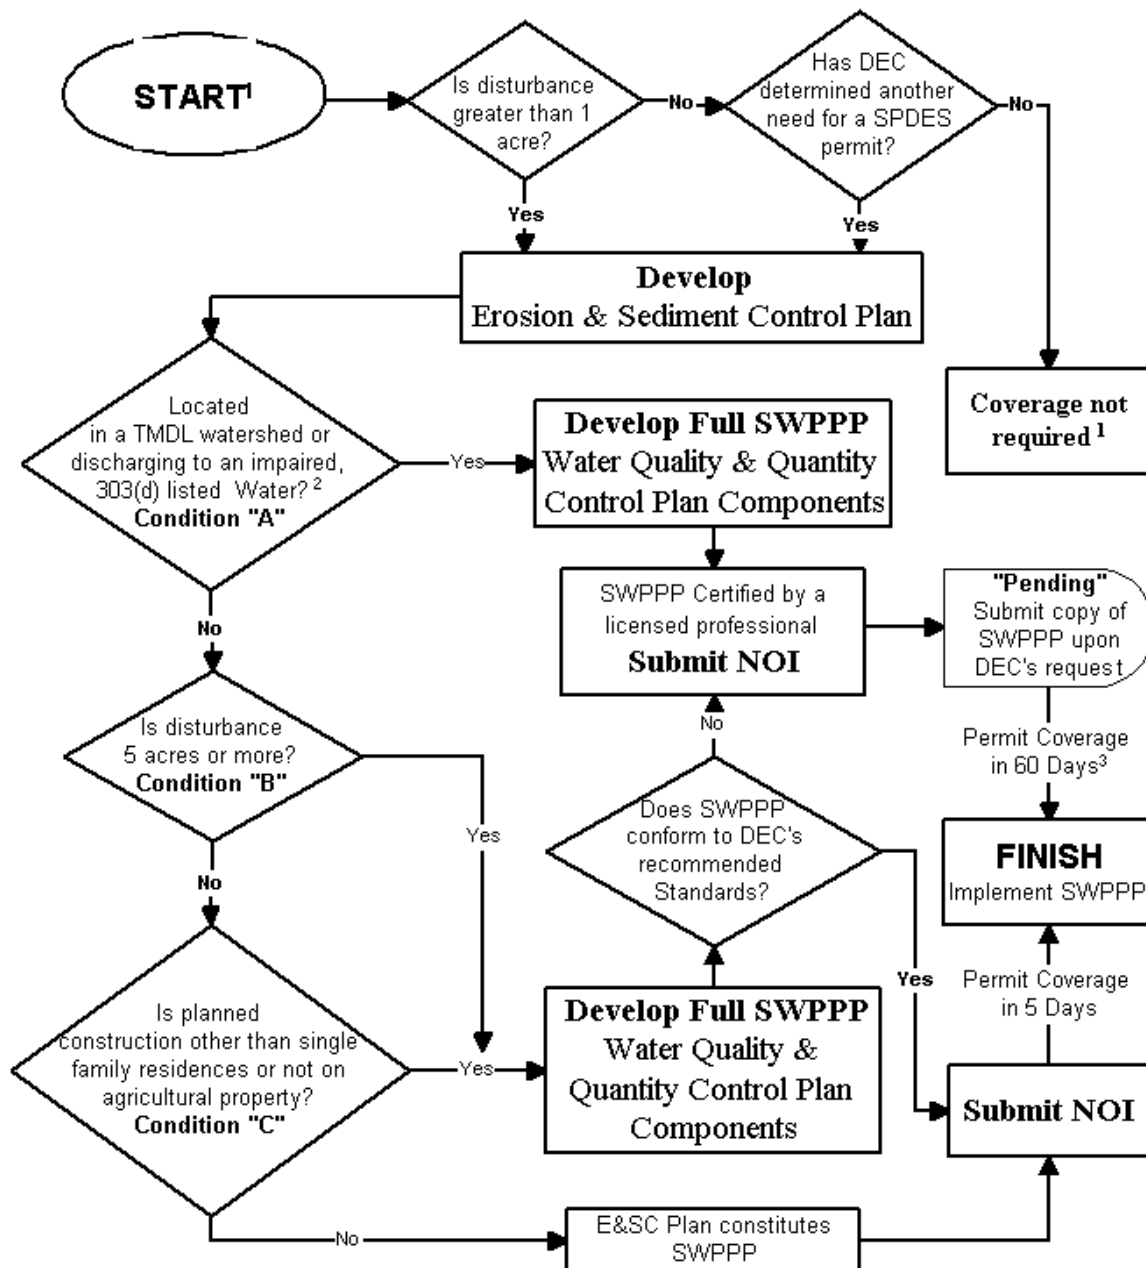 START1
Is disturbance
greater than 1
acre?
No
Has DEC
determined another
need for a SPDES
permit?
No
Yes
Yes
Develop
Erosion & Sediment Control Plan
Coverage not
required 1
Located
in a TMDL watershed or
discharging to an impaired,
303(d) listed Water? 2
Condition "A"
Yes
Develop Full SWPPP
Water Quality & Quantity
Control Plan Components
SWPPP Certified by a
licensed professional
Submit NOI
"Pending"
Submit copy of
SWPPP upon
DEC's request
No
No
Permit Coverage
in 60 Days3
Is disturbance
5 acres or more?
Condition "B"
Yes
Does SWPPP
conform to DEC's
recommended
Standards?
FINISH
Implement SWPPP
No
Yes
Permit Coverage
in 5 Days
Is planned
construction other than single
family residences or not on
agricultural property?
Condition "C"
Yes
Develop Full SWPPP
Water Quality &
Quantity Control Plan
Components
Submit NOI
No
E&SC Plan constitutes
SWPPP